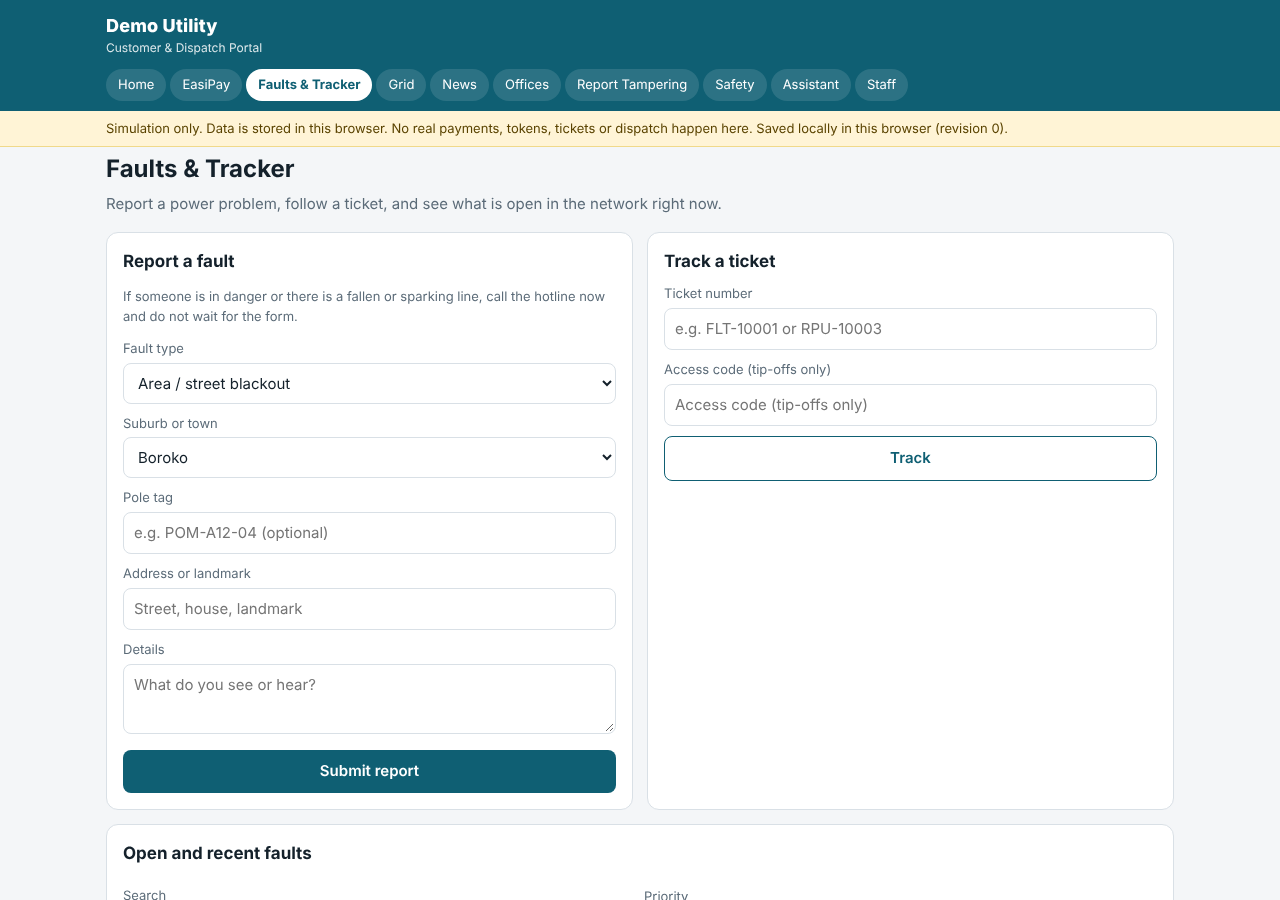 Demo Utility
Customer & Dispatch Portal
Home EasiPay Faults & Tracker Grid News Offices Report Tampering Safety Assistant Staff
Simulation only. Data is stored in this browser. No real payments, tokens, tickets or dispatch happen here. Saved locally in this browser (revision 0).
Faults & Tracker
Report a power problem, follow a ticket, and see what is open in the network right now.
Report a fault
If someone is in danger or there is a fallen or sparking line, call the hotline now
and do not wait for the form.
Fault type
Area / street blackout
Suburb or town
Boroko
Pole tag
e.g. POM-A12-04 (optional)
Address or landmark
Street, house, landmark
Details
What do you see or hear?
Submit report
Track a ticket
Ticket number
e.g. FLT-10001 or RPU-10003
Access code (tip-offs only)
Access code (tip-offs only)
Track
Open and recent faults
Search
Priority